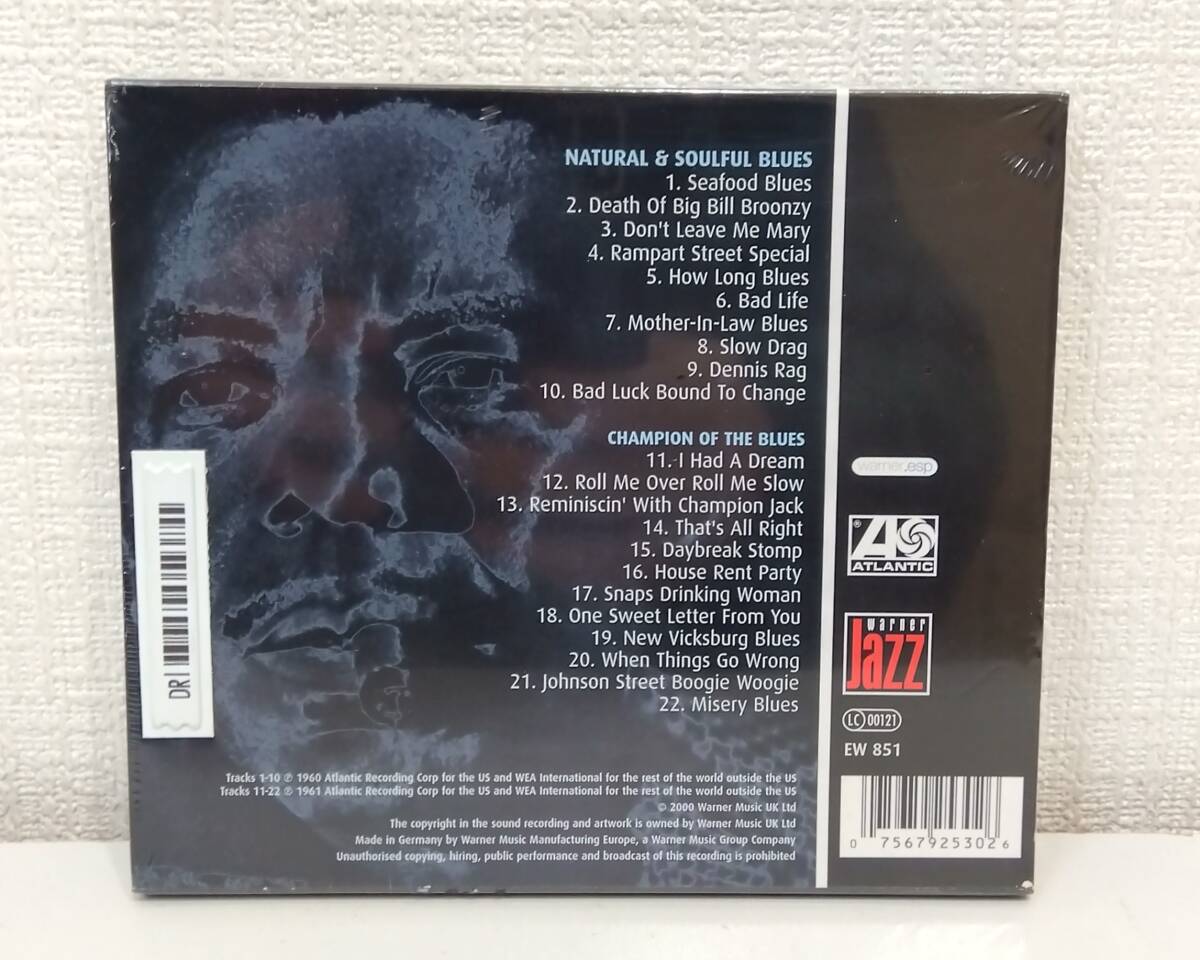 NATURAL & SOULFUL BLUES
1. Seafood Blues
2. Death Of Big Bill Broonzy
3. Don't Leave Me Mary
4. Rampart Street Special
5. How Long Blues
6. Bad Life
7. Mother-In-Law Blues
8. Slow Drag
9. Dennis Rag
10. Bad Luck Bound To Change
CHAMPION OF THE BLUES
11. I Had A Dream
12. Roll Me Over Roll Me Slow
13. Reminiscin' With Champion Jack
14. That's All Right
15. Daybreak Stomp
16. House Rent Party
17. Snaps Drinking Woman
18. One Sweet Letter From You
19. New Vicksburg Blues
20. When Things Go Wrong
21. Johnson Street Boogie Woogie
22. Misery Blues
Tracks 1-10 ℗ 1960 Atlantic Recording Corp for the US and WEA International for the rest of the world outside the US
Tracks 11-22 ℗ 1961 Atlantic Recording Corp for the US and WEA International for the rest of the world outside the US
© 2000 Warner Music UK Ltd
The copyright in the sound recording and artwork is owned by Warner Music UK Ltd
Made in Germany by Warner Music Manufacturing Europe, a Warner Music Group Company
Unauthorised copying, hiring, public performance and broadcast of this recording is prohibited
DR
warner.esp
® ATLANTIC
warner
Jazz
LC 00121
EW 851
0 75679 25302 6